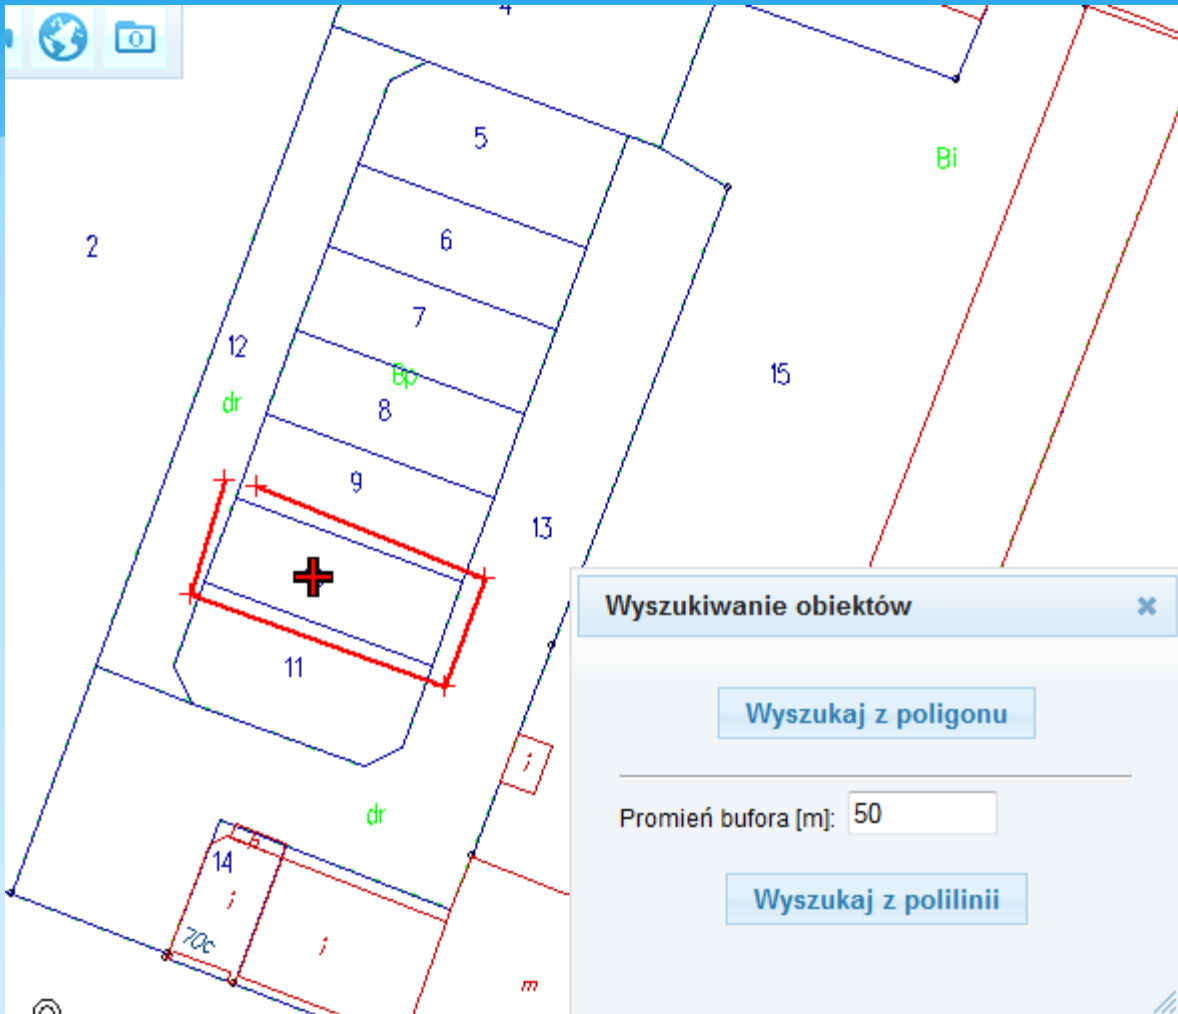 4
5
Bi
6
2
7
12
15
Bp
8
dr
9
13
11
Wyszukiwanie obiektów
Wyszukaj z poligonu
j
Promień bufora [m]: 50
dr
14
j
Wyszukaj z polilinii
70c
j
m